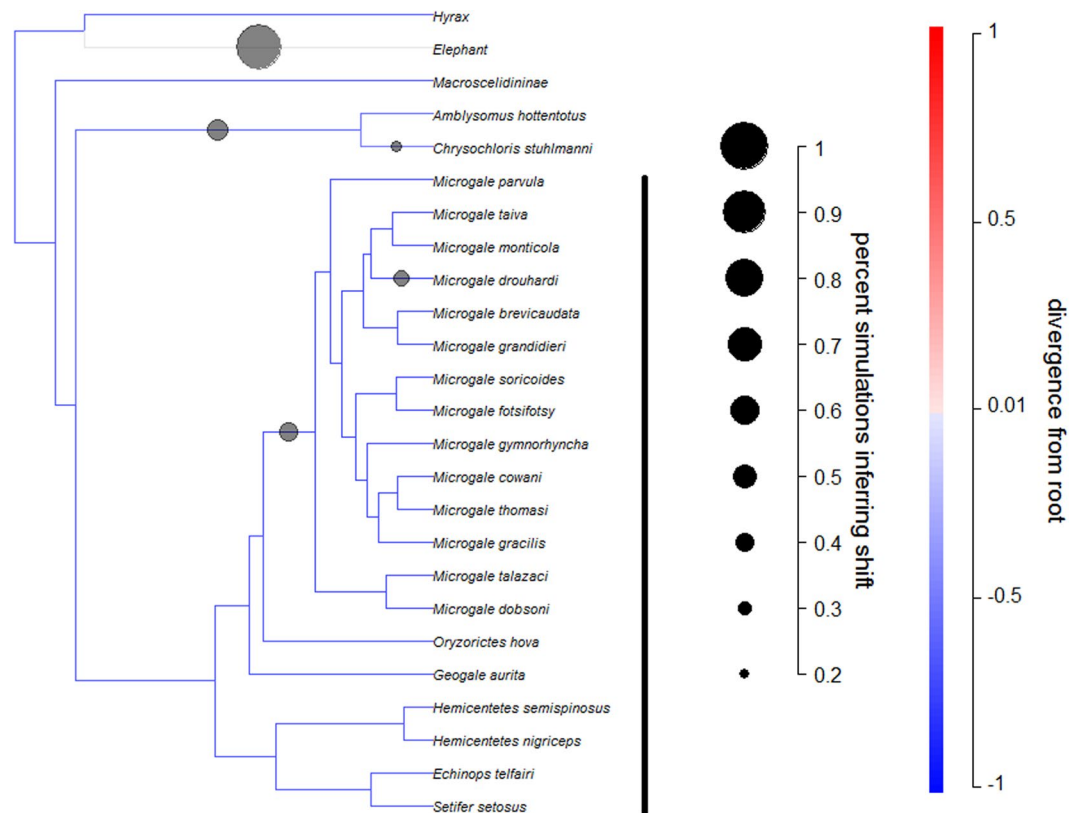 Hyrax
Elephant
Macroscelidininae
Amblysomus hottentotus
Chrysochloris stuhlmanni
Microgale parvula
Microgale taiva
Microgale monticola
Microgale drouhardi
Microgale brevicaudata
Microgale grandidieri
Microgale soricoides
Microgale fotsifotsy
Microgale gymnorhyncha
Microgale cowani
Microgale thomasi
Microgale gracilis
Microgale talazaci
Microgale dobsoni
Oryzorictes hova
Geogale aurita
Hemicentetes semispinosus
Hemicentetes nigriceps
Echinops telfairi
Setifer setosus
1
0.9
0.8
0.7
0.6
0.5
0.4
0.3
0.2
percent simulations inferring shift
1
0.5
0.01
-0.5
-1
divergence from root